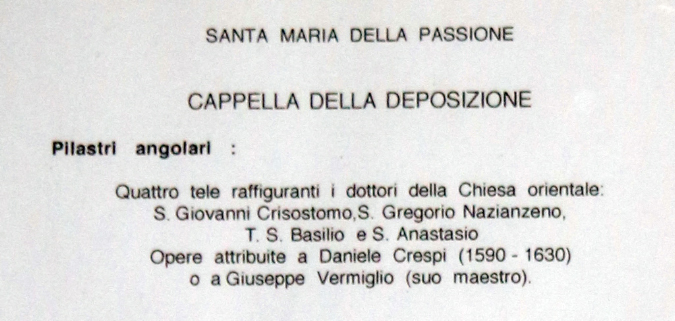 SANTA MARIA DELLA PASSIONE
CAPPELLA DELLA DEPOSIZIONE
Pilastri angolari :
Quattro tele raffiguranti i dottori della Chiesa orientale:
S. Giovanni Crisostomo,S. Gregorio Nazianzeno,
T. S. Basilio e S. Anastasio
Opere attribuite a Daniele Crespi (1590 - 1630)
o a Giuseppe Vermiglio (suo maestro).